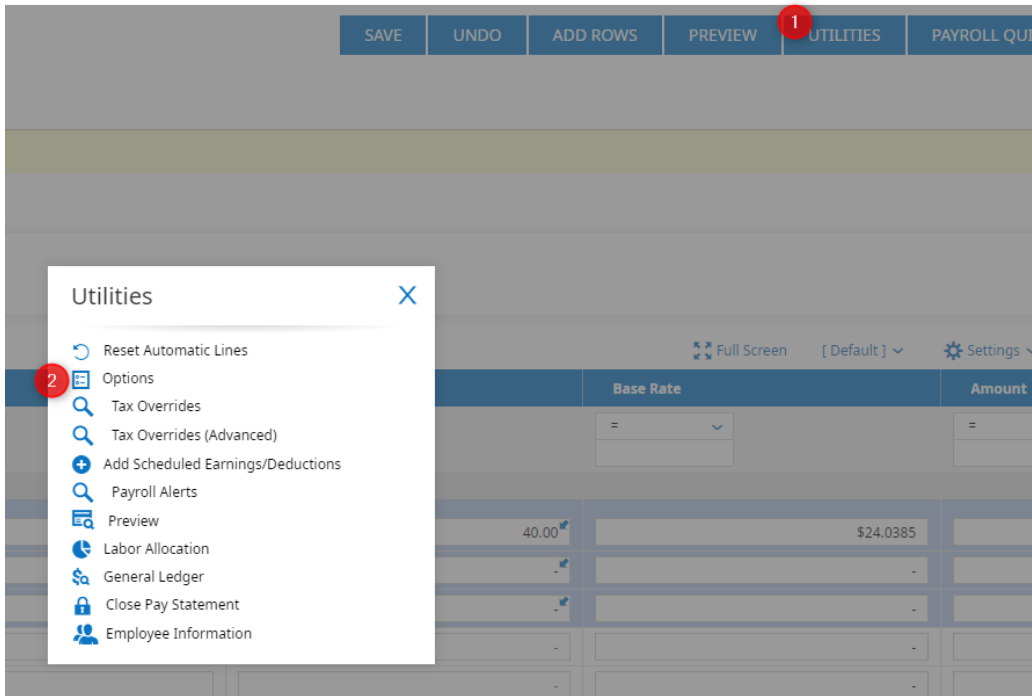 SAVE UNDO ADD ROWS PREVIEW 1 UTILITIES PAYROLL QUI
Utilities X
Reset Automatic Lines
Full Screen [ Default ] Settings
2 Options
Base Rate Amount
Tax Overrides
= =
Tax Overrides (Advanced)
Add Scheduled Earnings/Deductions
Payroll Alerts
Preview
40.00 $24.0385
Labor Allocation
- -
General Ledger
Close Pay Statement
- -
Employee Information
- -
- -